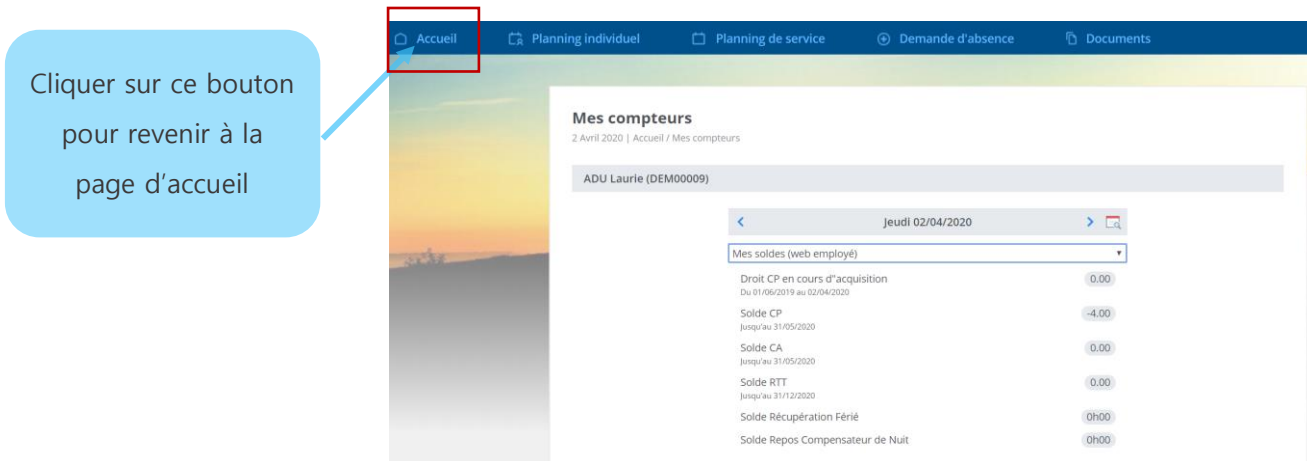 Accueil
Planning individuel
Planning de service
Demande d'absence
Documents
Cliquer sur ce bouton
pour revenir à la
page d’accueil
Mes compteurs
2 Avril 2020 | Accueil / Mes compteurs
ADU Laurie (DEM00009)
Jeudi 02/04/2020
Mes soldes (web employé)
Droit CP en cours d"acquisition 0.00
Du 01/06/2019 au 02/04/2020
Solde CP -4.00
Jusqu'au 31/05/2020
Solde CA 0.00
Jusqu'au 31/05/2020
Solde RTT 0.00
Jusqu'au 31/12/2020
Solde Récupération Férié 0h00
Solde Repos Compensateur de Nuit 0h00